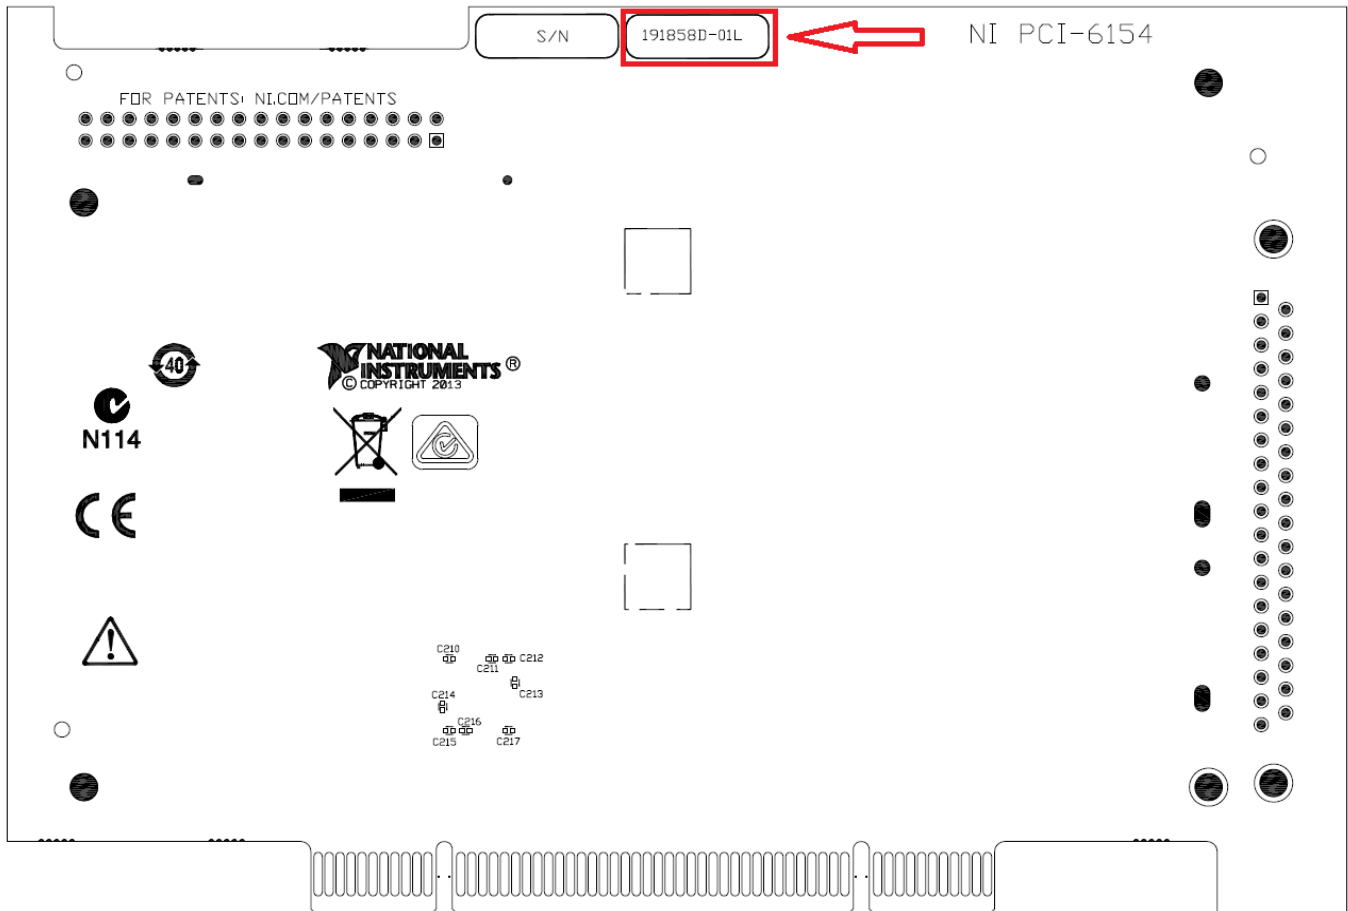 S/N
191858D-01L
NI PCI-6154
FOR PATENTS: NI.COM/PATENTS
40
NATIONAL
INSTRUMENTS ®
© COPYRIGHT 2013
N114
CE
C210
C211
C212
C213
C214
C216
C215
C217